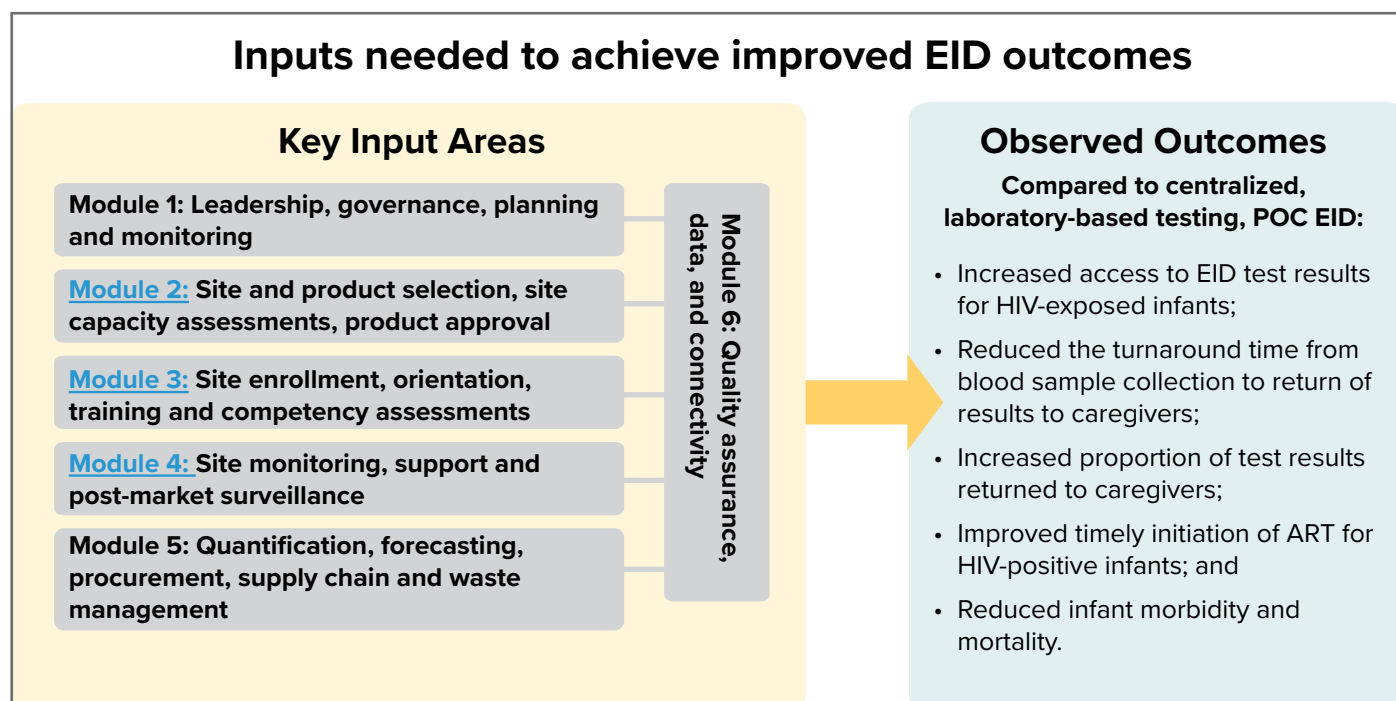 Inputs needed to achieve improved EID outcomes
Key Input Areas
Module 1: Leadership, governance, planning
and monitoring
Module 2: Site and product selection, site
capacity assessments, product approval
Module 3: Site enrollment, orientation,
training and competency assessments
Module 4: Site monitoring, support and
post-market surveillance
Module 5: Quantification, forecasting,
procurement, supply chain and waste
management
Module 6: Quality assurance,
data, and connectivity
Observed Outcomes
Compared to centralized,
laboratory-based testing, POC EID:
• Increased access to EID test results
for HIV-exposed infants;
• Reduced the turnaround time from
blood sample collection to return of
results to caregivers;
• Increased proportion of test results
returned to caregivers;
• Improved timely initiation of ART for
HIV-positive infants; and
• Reduced infant morbidity and
mortality.